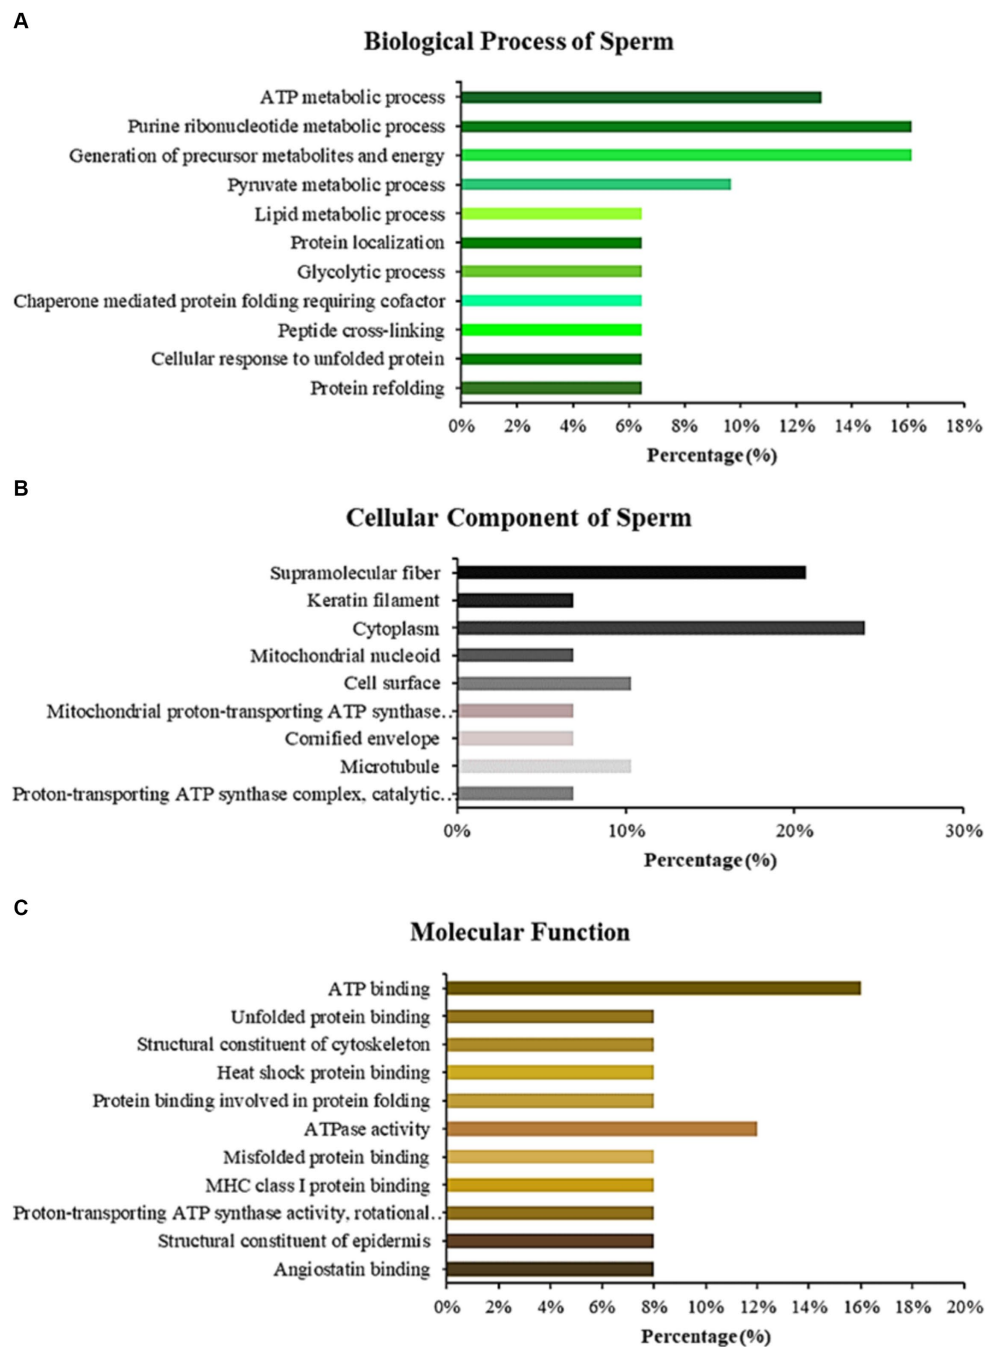 A
Biological Process of Sperm
ATP metabolic process
Purine ribonucleotide metabolic process
Generation of precursor metabolites and energy
Pyruvate metabolic process
Lipid metabolic process
Protein localization
Glycolytic process
Chaperone mediated protein folding requiring cofactor
Peptide cross-linking
Cellular response to unfolded protein
Protein refolding
0% 2% 4% 6% 8% 10% 12% 14% 16% 18%
Percentage (%)
B
Cellular Component of Sperm
Supramolecular fiber
Keratin filament
Cytoplasm
Mitochondrial nucleoid
Cell surface
Mitochondrial proton-transporting ATP synthase..
Cornified envelope
Microtubule
Proton-transporting ATP synthase complex, catalytic..
0% 10% 20% 30%
Percentage (%)
C
Molecular Function
ATP binding
Unfolded protein binding
Structural constituent of cytoskeleton
Heat shock protein binding
Protein binding involved in protein folding
ATPase activity
Misfolded protein binding
MHC class I protein binding
Proton-transporting ATP synthase activity, rotational..
Structural constituent of epidermis
Angiostatin binding
0% 2% 4% 6% 8% 10% 12% 14% 16% 18% 20%
Percentage (%)